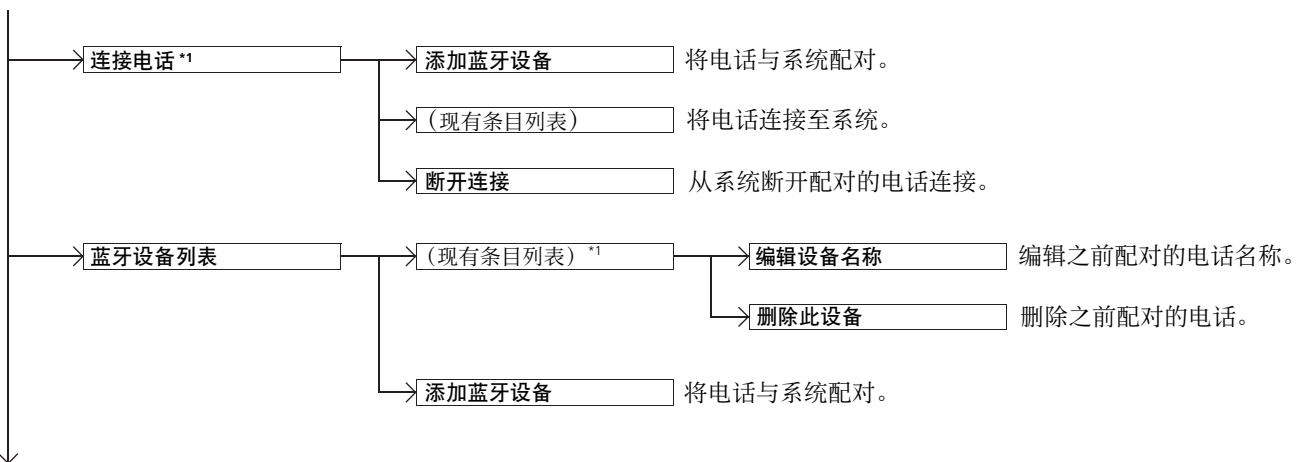 连接电话 *1
添加蓝牙设备
将电话与系统配对。
（现有条目列表）
将电话连接至系统。
断开连接
从系统断开配对的电话连接。
蓝牙设备列表
（现有条目列表）*1
编辑设备名称
编辑之前配对的电话名称。
删除此设备
删除之前配对的电话。
添加蓝牙设备
将电话与系统配对。